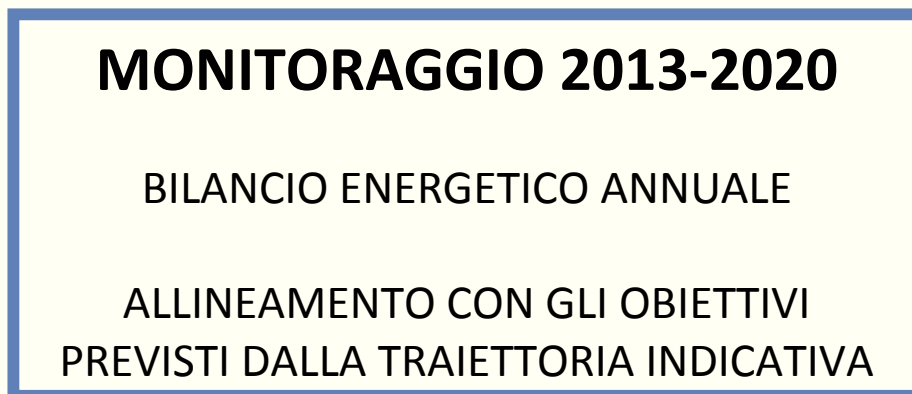 MONITORAGGIO 2013-2020
BILANCIO ENERGETICO ANNUALE
ALLINEAMENTO CON GLI OBIETTIVI
PREVISTI DALLA TRAIETTORIA INDICATIVA